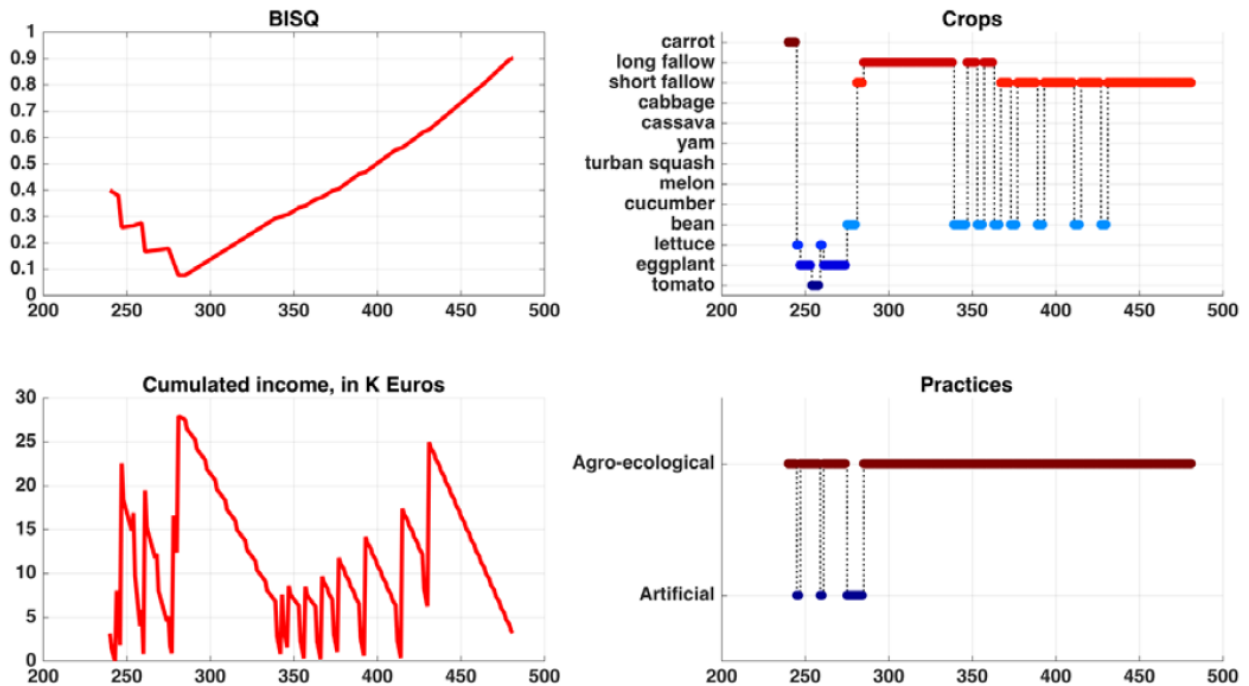 BISQ
1
0.9
0.8
0.7
0.6
0.5
0.4
0.3
0.2
0.1
0
200 250 300 350 400 450 500
Crops
carrot
long fallow
short fallow
cabbage
cassava
yam
turban squash
melon
cucumber
bean
lettuce
eggplant
tomato
200 250 300 350 400 450 500
Cumulated income, in K Euros
30
25
20
15
10
5
0
200 250 300 350 400 450 500
Practices
Agro-ecological
Artificial
200 250 300 350 400 450 500